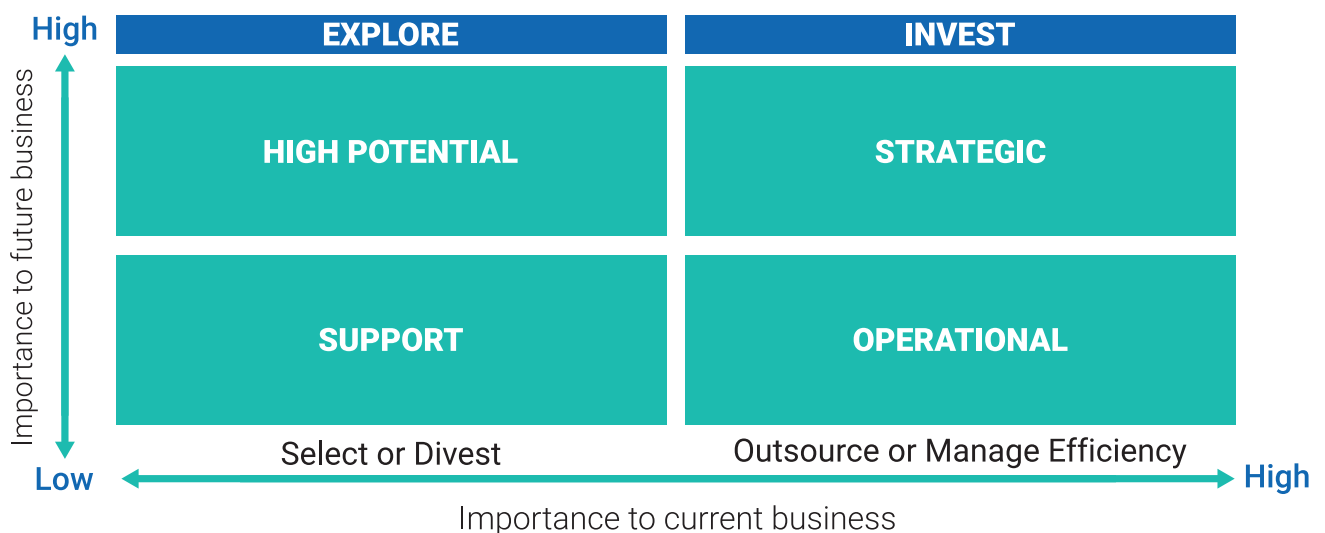 High
EXPLORE
INVEST
Importance to future business
HIGH POTENTIAL
STRATEGIC
SUPPORT
OPERATIONAL
Select or Divest
Outsource or Manage Efficiency
Low
High
Importance to current business